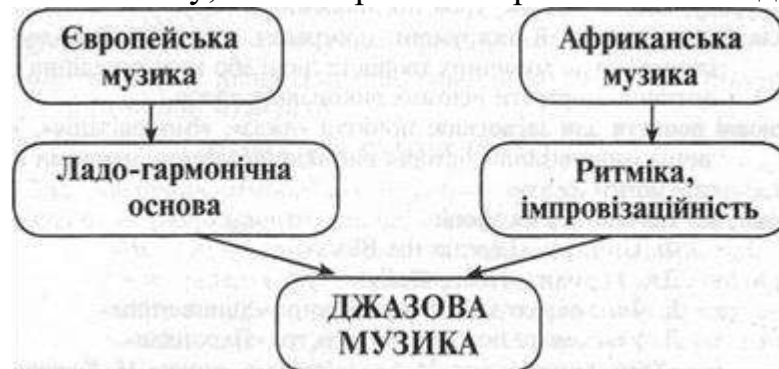 Європейська
музика
Африканська
музика
Ладо-гармонічна
основа
Ритміка,
імпровізаційність
ДЖАЗОВА
МУЗИКА